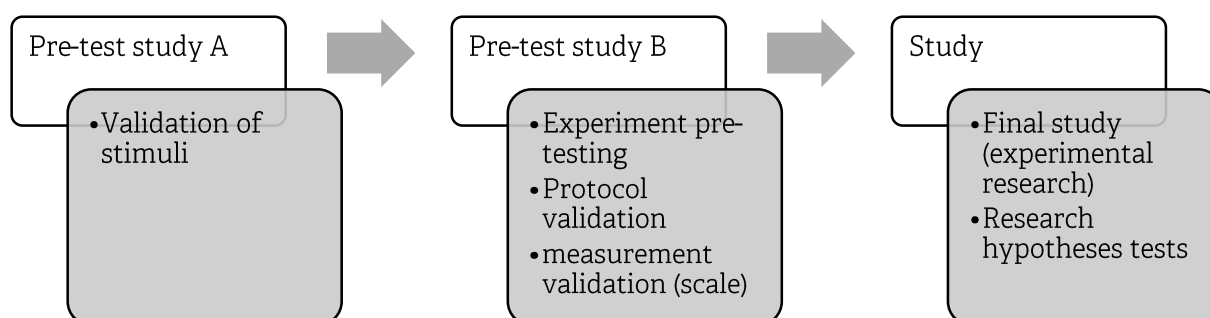 Pre-test study A
•Validation of
stimuli
Pre-test study B
•Experiment pre-
testing
•Protocol
validation
•measurement
validation (scale)
Study
•Final study
(experimental
research)
•Research
hypotheses tests